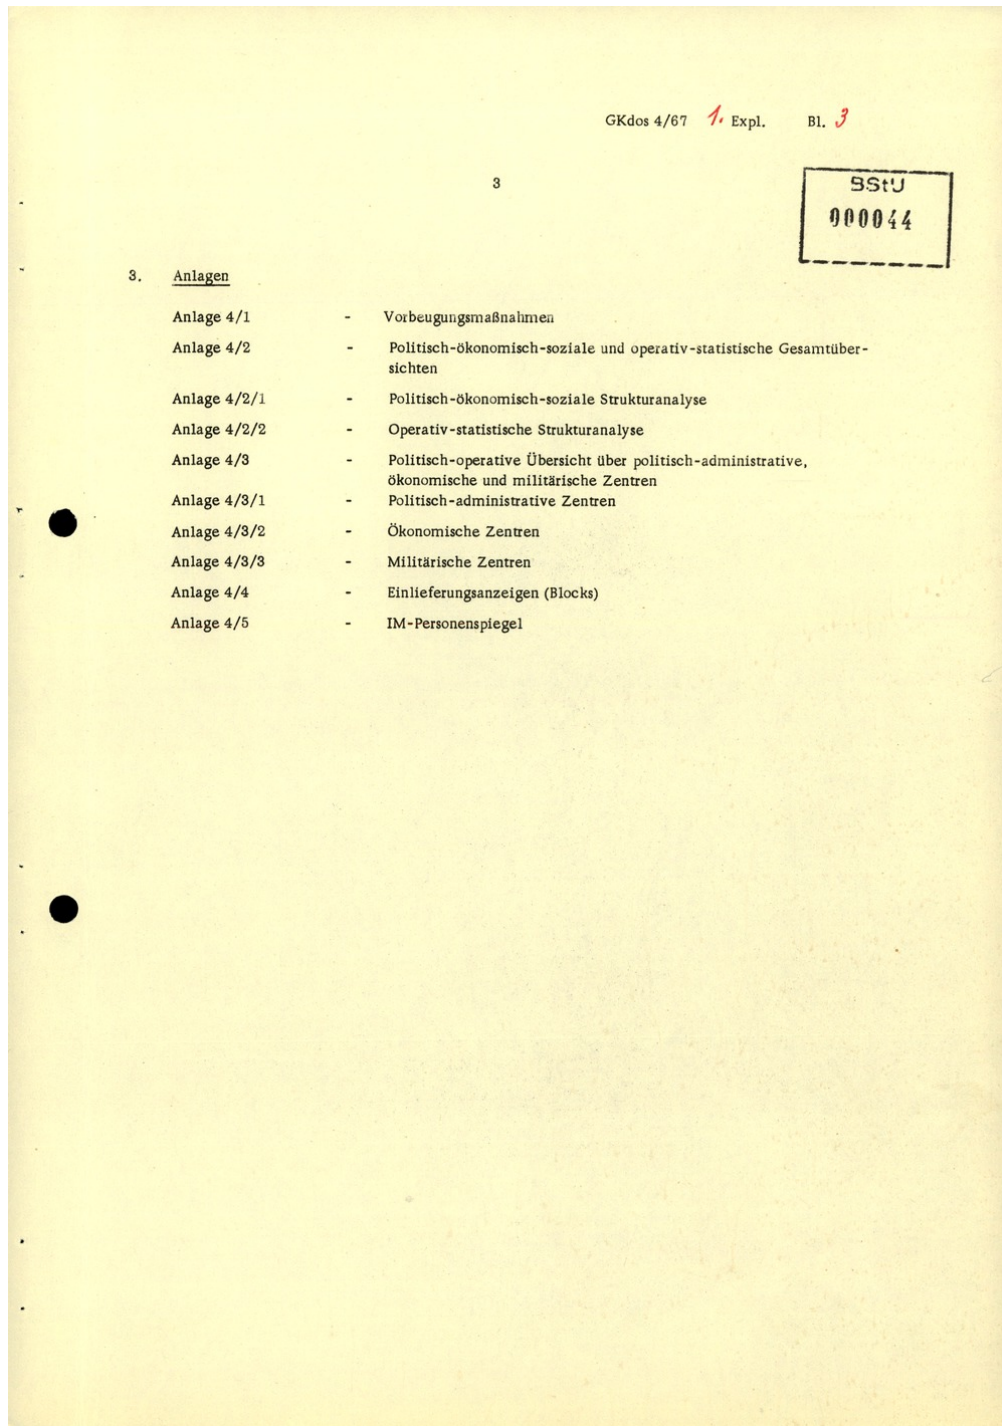 GKdos 4/67 1. Expl. Bl. 3
3
BStU
000044
3. Anlagen
Anlage 4/1 - Vorbeugungsmaßnahmen
Anlage 4/2 - Politisch-ökonomisch-soziale und operativ-statistische Gesamtüber-
sichten
Anlage 4/2/1 - Politisch-ökonomisch-soziale Strukturanalyse
Anlage 4/2/2 - Operativ-statistische Strukturanalyse
Anlage 4/3 - Politisch-operative Übersicht über politisch-administrative,
ökonomische und militärische Zentren
Anlage 4/3/1 - Politisch-administrative Zentren
Anlage 4/3/2 - Ökonomische Zentren
Anlage 4/3/3 - Militärische Zentren
Anlage 4/4 - Einlieferungsanzeigen (Blocks)
Anlage 4/5 - IM-Personenspiegel